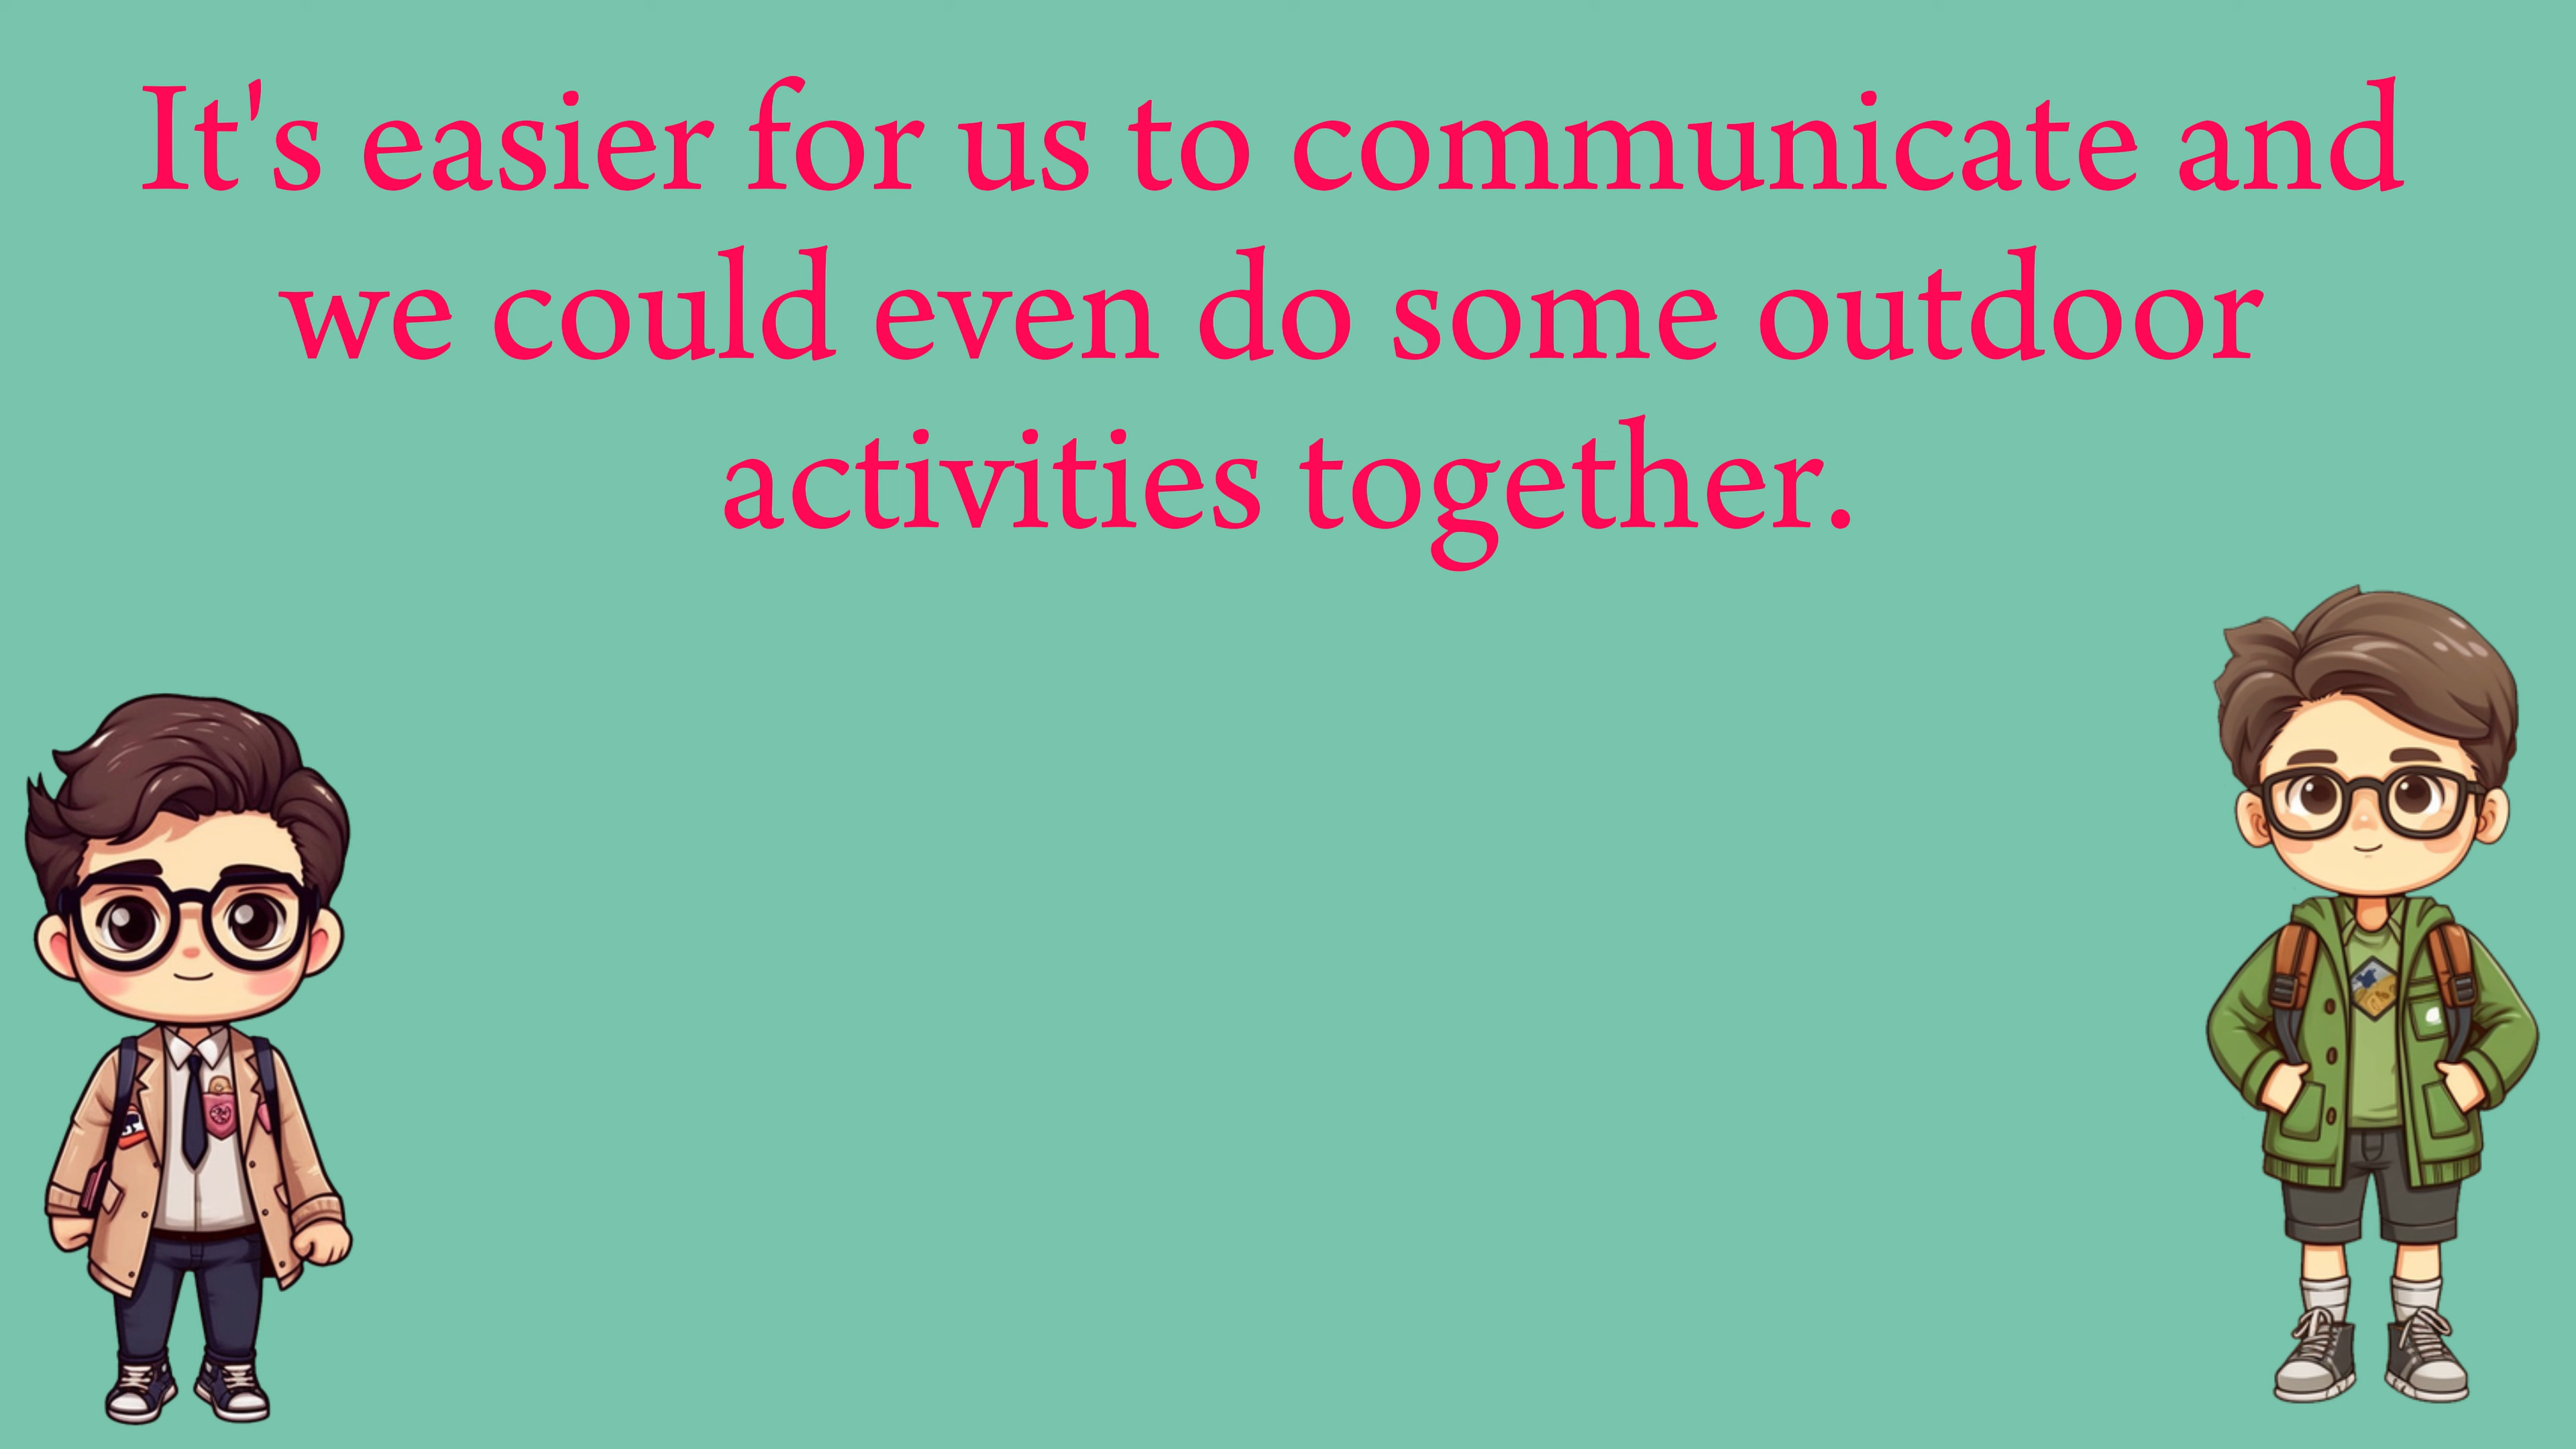 It's easier for us to communicate and
we could even do some outdoor
activities together.